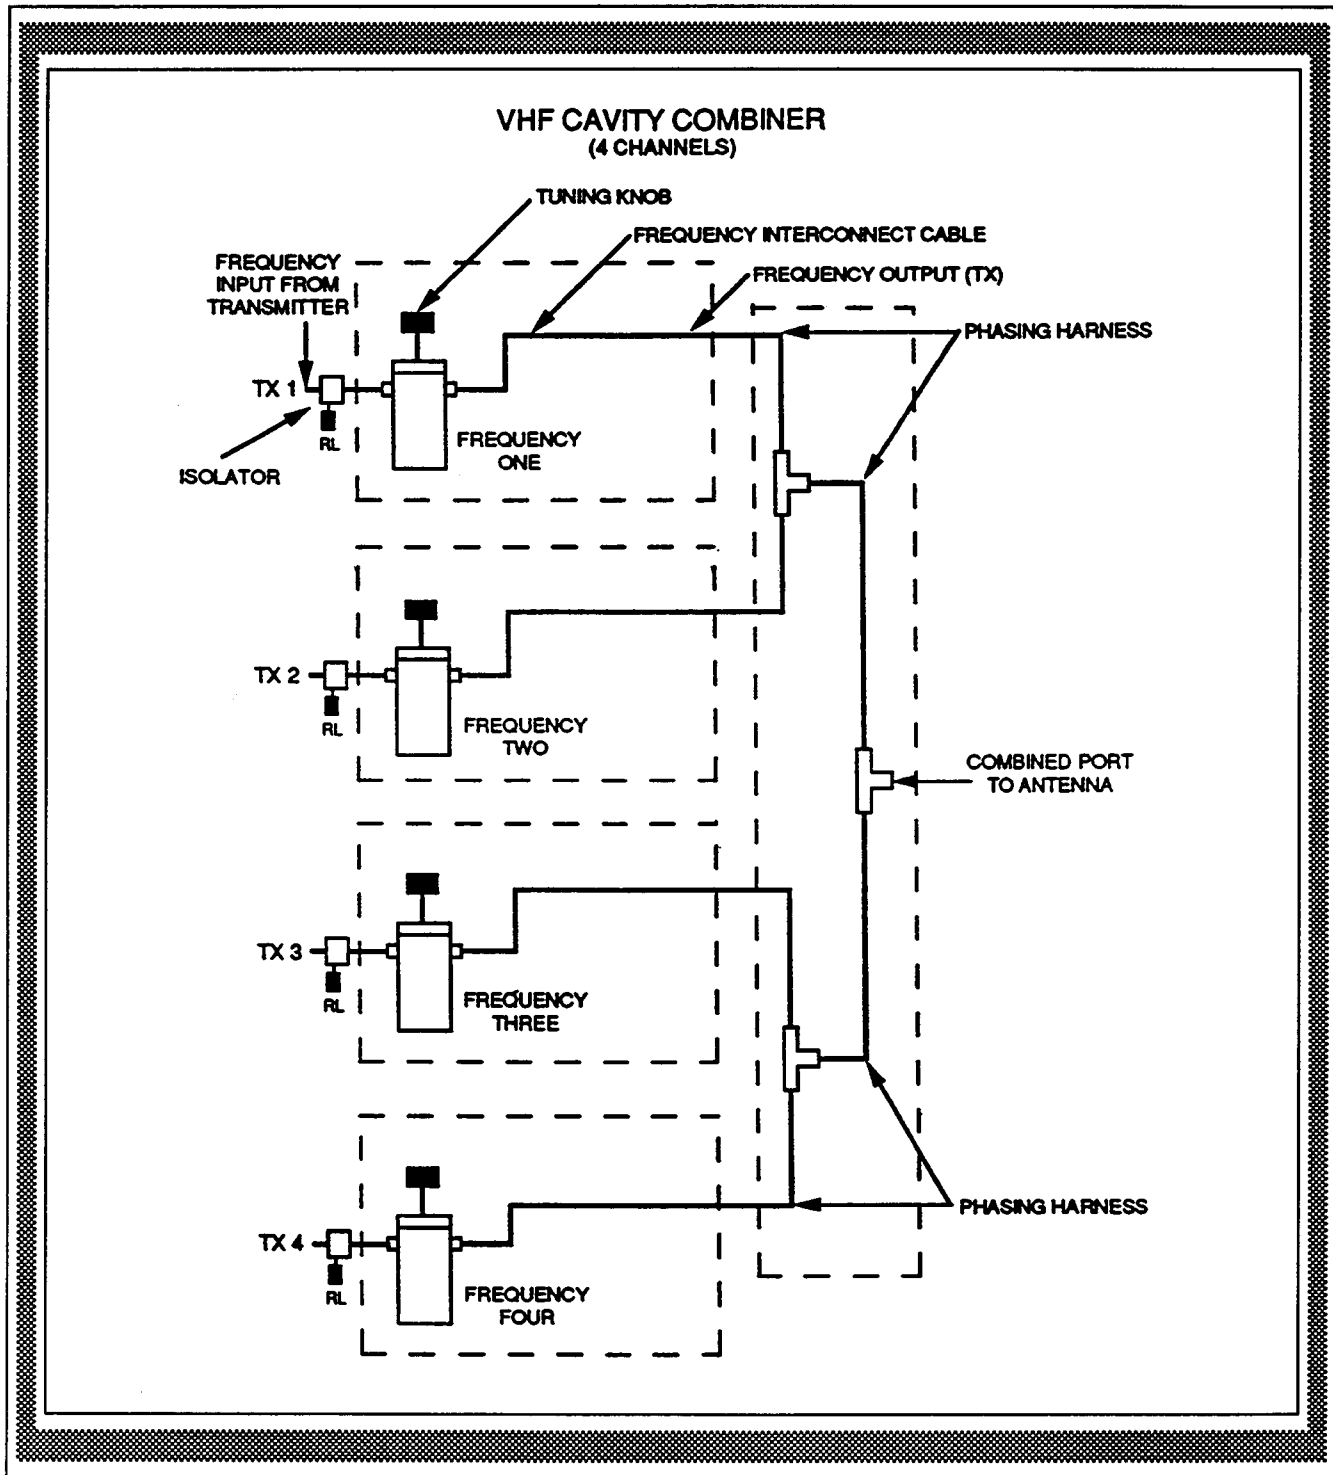 VHF CAVITY COMBINER
(4 CHANNELS)
TUNING KNOB
FREQUENCY INTERCONNECT CABLE
FREQUENCY OUTPUT (TX)
FREQUENCY
INPUT FROM
TRANSMITTER
PHASING HARNESS
TX 1
RL
ISOLATOR
FREQUENCY
ONE
TX 2
RL
FREQUENCY
TWO
COMBINED PORT
TO ANTENNA
TX 3
RL
FREQUENCY
THREE
PHASING HARNESS
TX 4
RL
FREQUENCY
FOUR